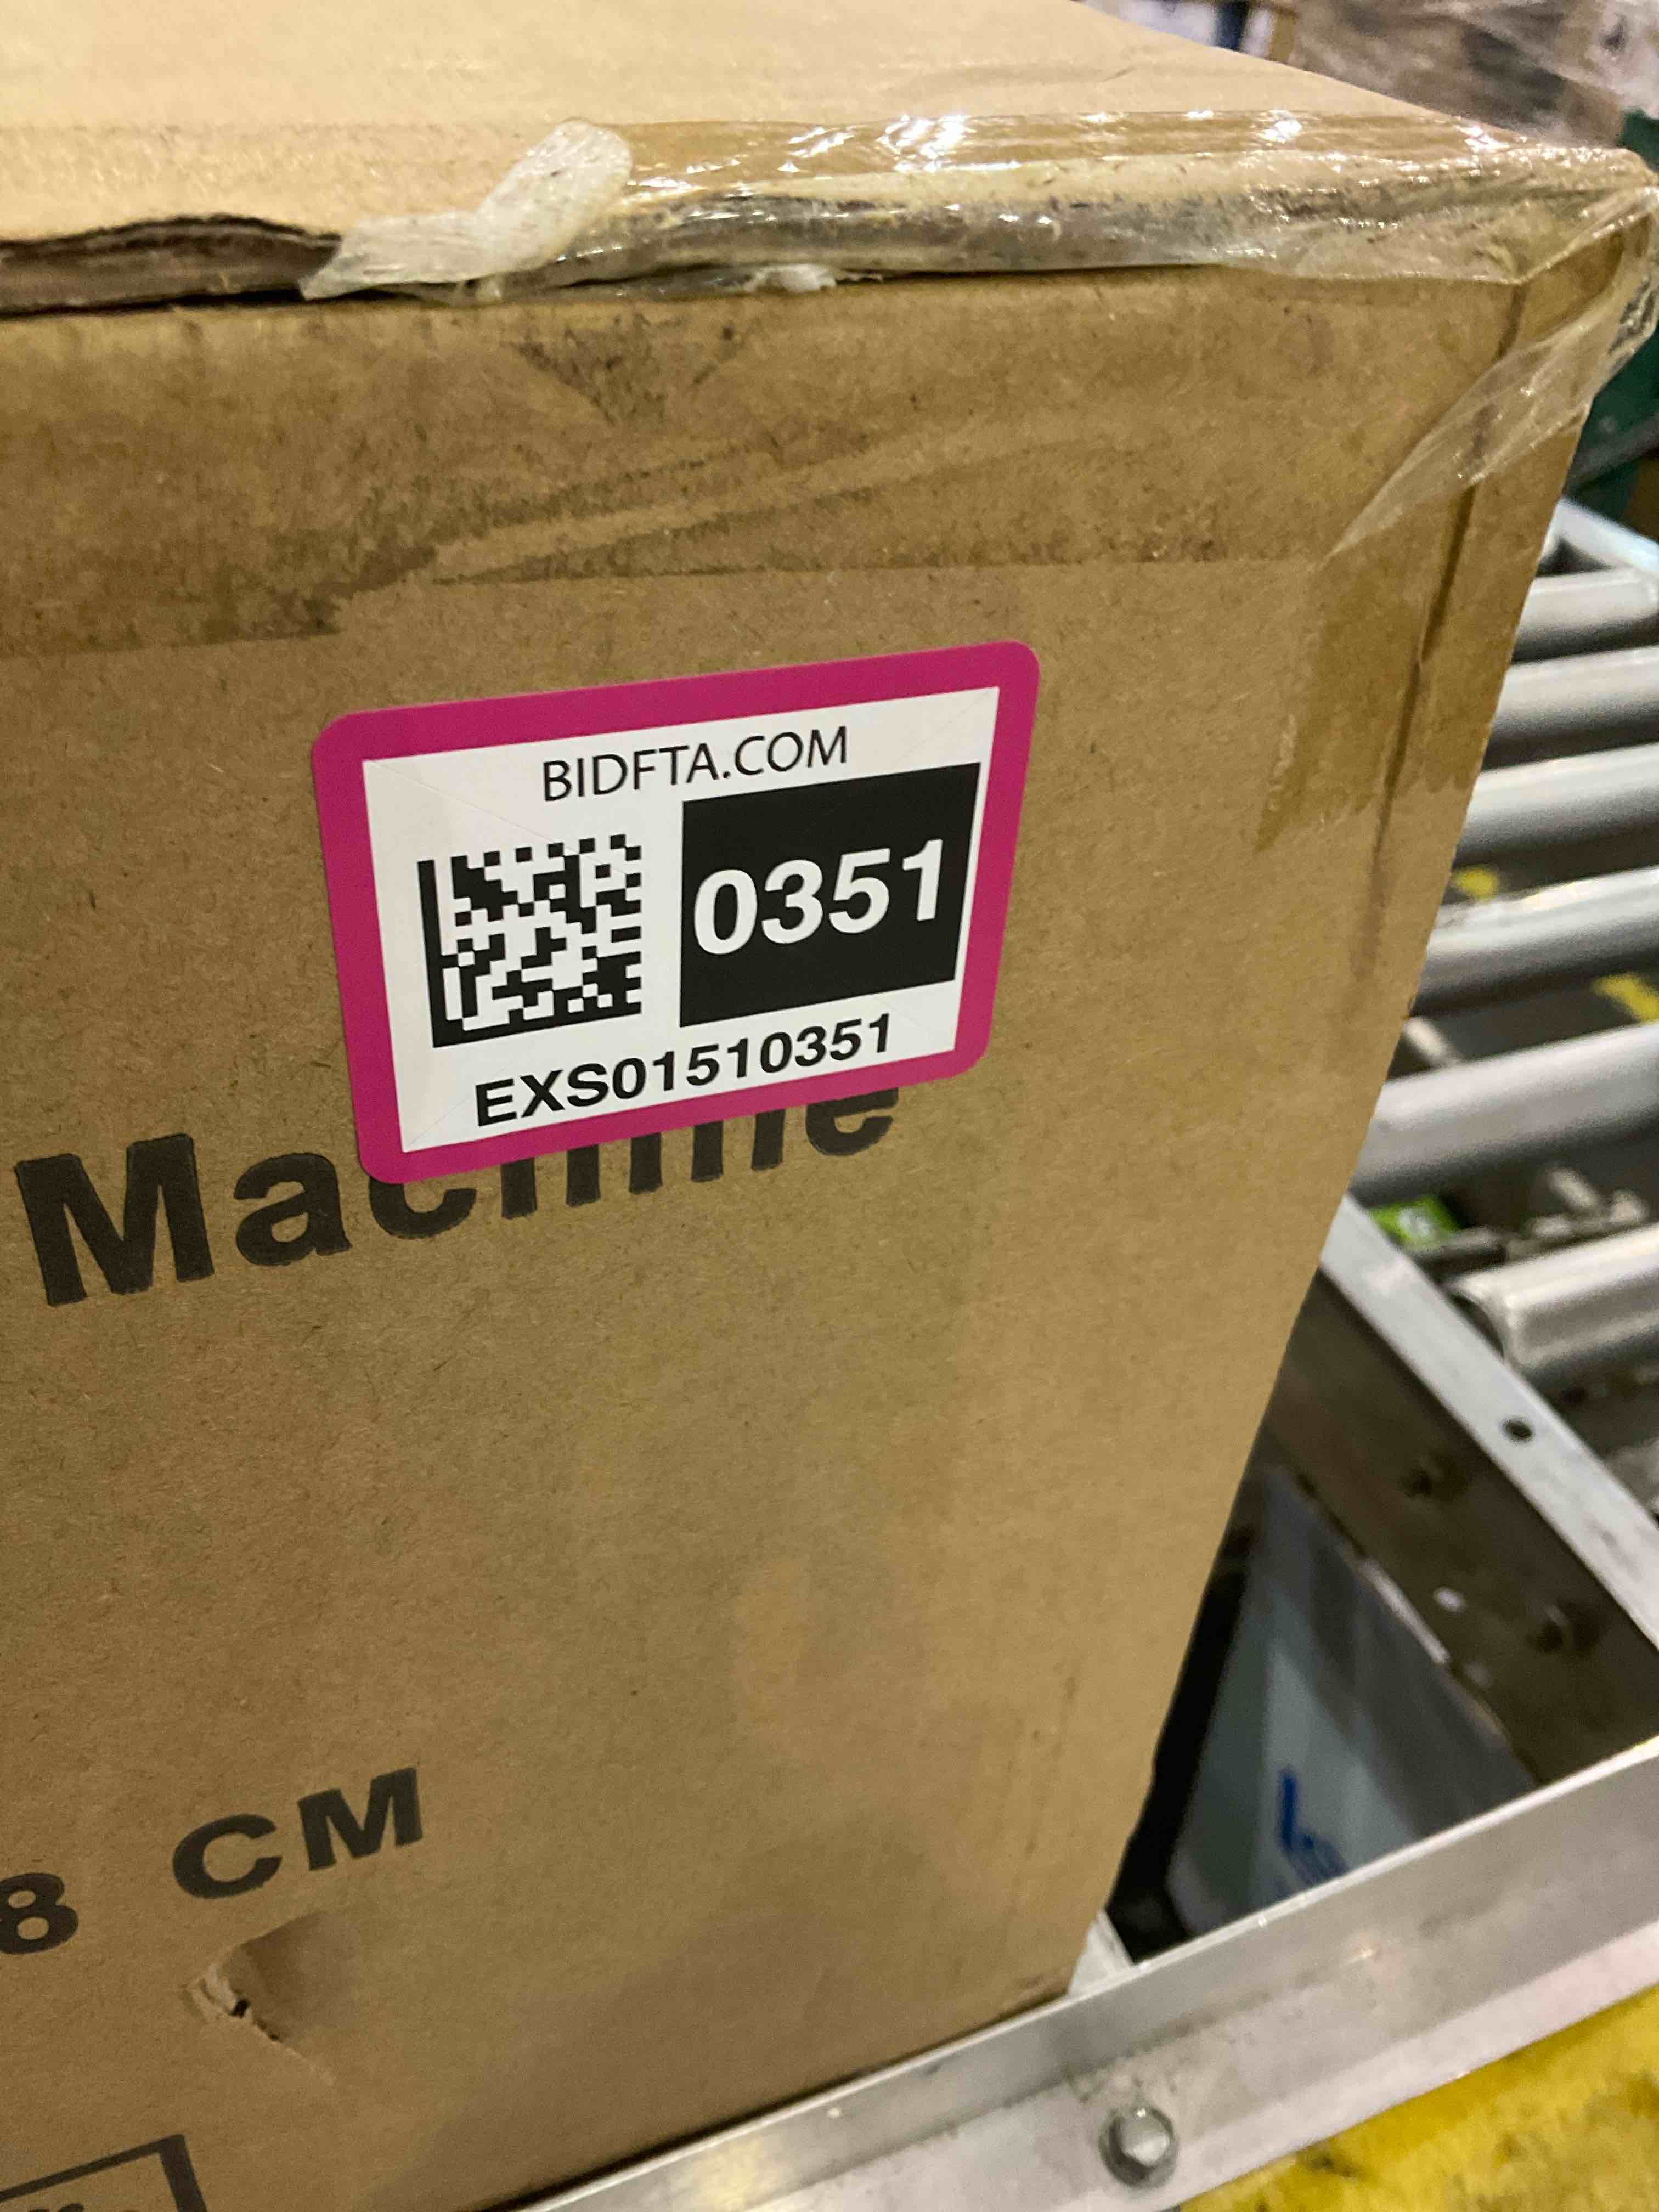 BIDFTA.COM
0351
EXS01510351
Machine
8 CM